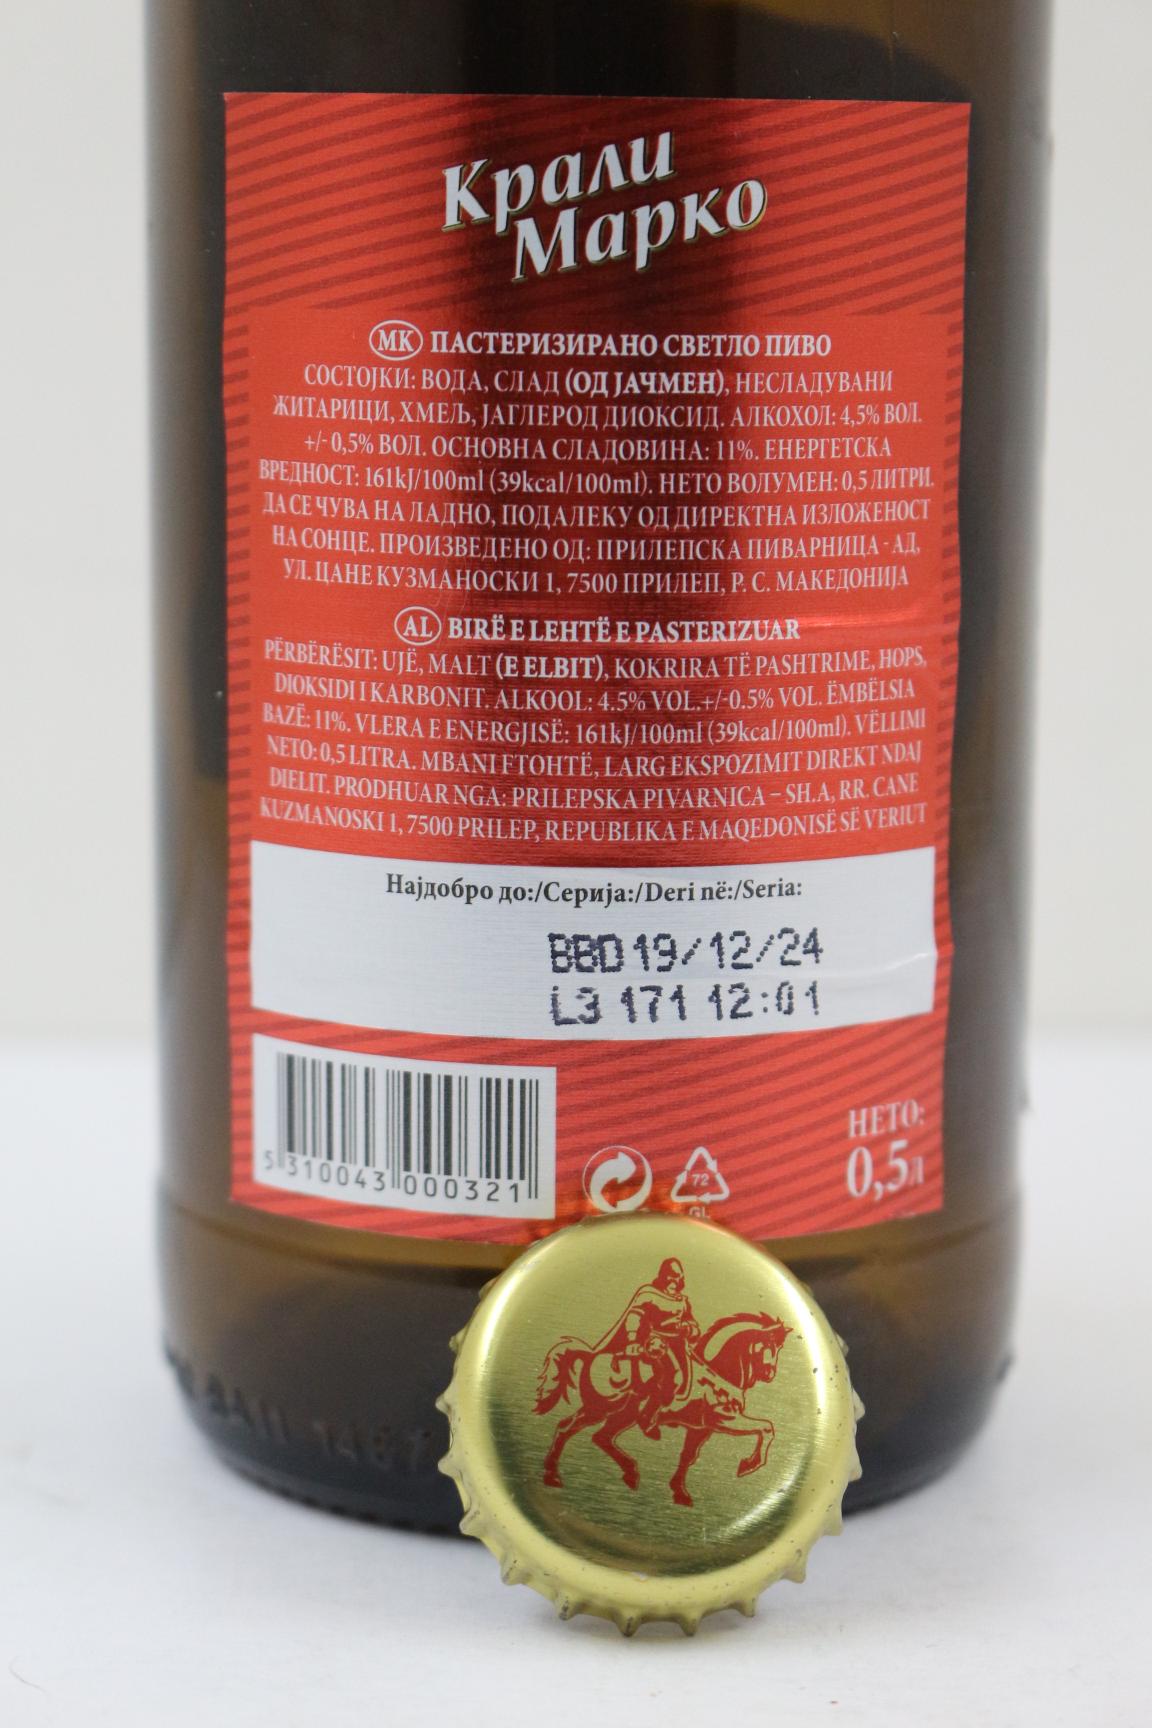 Крали
Марко
MK ПАСТЕРИЗИРАНО СВЕТЛО ПИВО
СОСТОЈКИ: ВОДА, СЛАД (ОД ЈАЧМЕН), НЕСЛАДУВАНИ
ЖИТАРИЦИ, ХМЕЉ, ЈАГЛЕРОД ДИОКСИД. АЛКОХОЛ: 4,5% ВОЛ.
+/- 0,5% ВОЛ. ОСНОВНА СЛАДОВИНА: 11%. ЕНЕРГЕТСКА
ВРЕДНОСТ: 161kJ/100ml (39kcal/100ml). НЕТО ВОЛУМЕН: 0,5 ЛИТРИ.
ДА СЕ ЧУВА НА ЛАДНО, ПОДАЛЕКУ ОД ДИРЕКТНА ИЗЛОЖЕНОСТ
НА СОНЦЕ. ПРОИЗВЕДЕНО ОД: ПРИЛЕПСКА ПИВАРНИЦА - АД,
УЛ. ЦАНЕ КУЗМАНОСКИ 1, 7500 ПРИЛЕП, Р. С. МАКЕДОНИЈА
AL BIRË E LEHTË E PASTERIZUAR
PËRBËRËSIT: UJË, MALT (E ELBIT), KOKRIRA TË PASHTRIME, HOPS,
DIOKSIDI I KARBONIT. ALKOOL: 4.5% VOL.+/-0.5% VOL. ËMBËLSIA
BAZË: 11%. VLERA E ENERGJISË: 161kJ/100ml (39kcal/100ml). VËLLIMI
NETO: 0,5 LITRA. MBANI FTOHTË, LARG EKSPOZIMIT DIREKT NDAJ
DIELIT. PRODHUAR NGA: PRILEPSKA PIVARNICA – SH.A, RR. CANE
KUZMANOSKI 1, 7500 PRILEP, REPUBLIKA E MAQEDONISË SË VERIUT
Најдобро до:/Серија:/Deri në:/Seria:
BBD 19/12/24
L3 171 12:01
5 310043 000321
72
GL
НЕТО:
0,5л